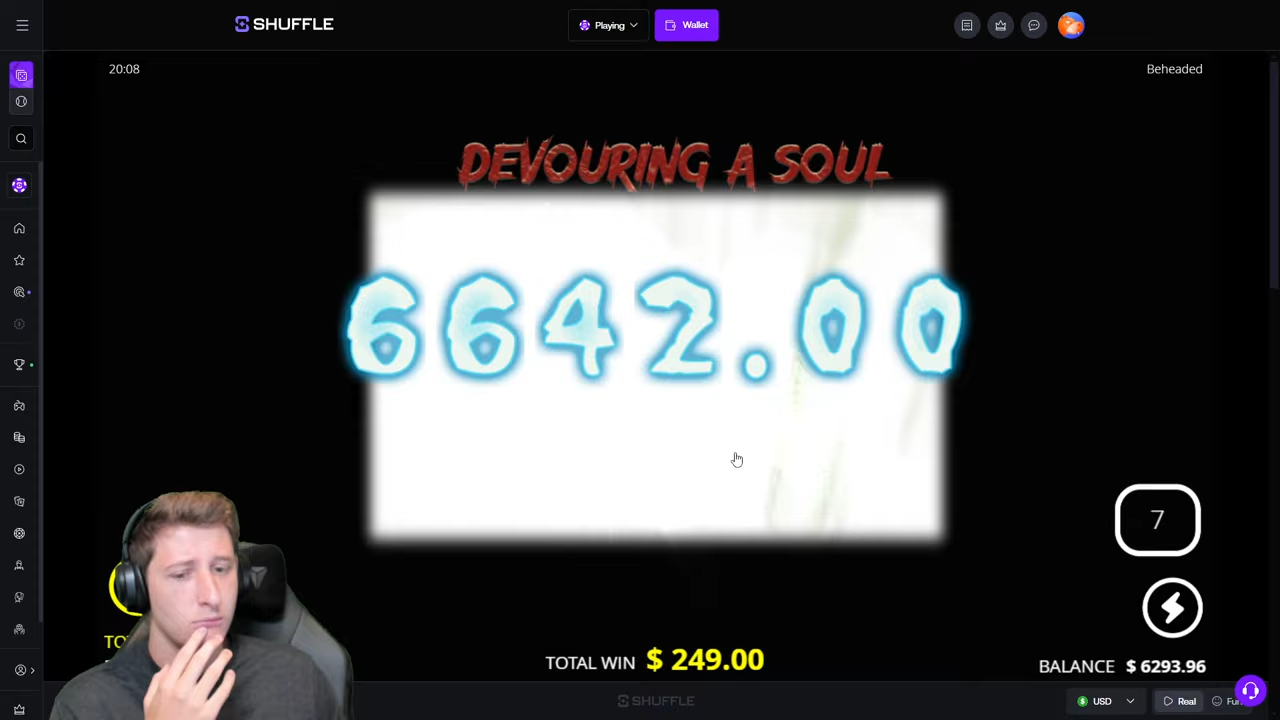 SHUFFLE
Playing
Wallet
20:08
Beheaded
DEVOURING A SOUL
6642.00
7
TOTAL WIN $ 249.00
BALANCE $ 6293.96
SHUFFLE
USD
Real